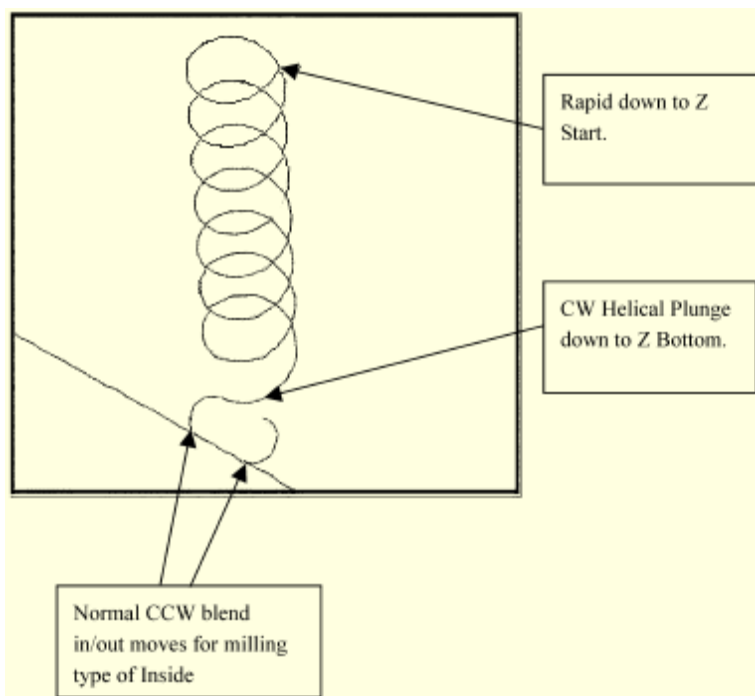 Rapid down to Z
Start.
CW Helical Plunge
down to Z Bottom.
Normal CCW blend
in/out moves for milling
type of Inside